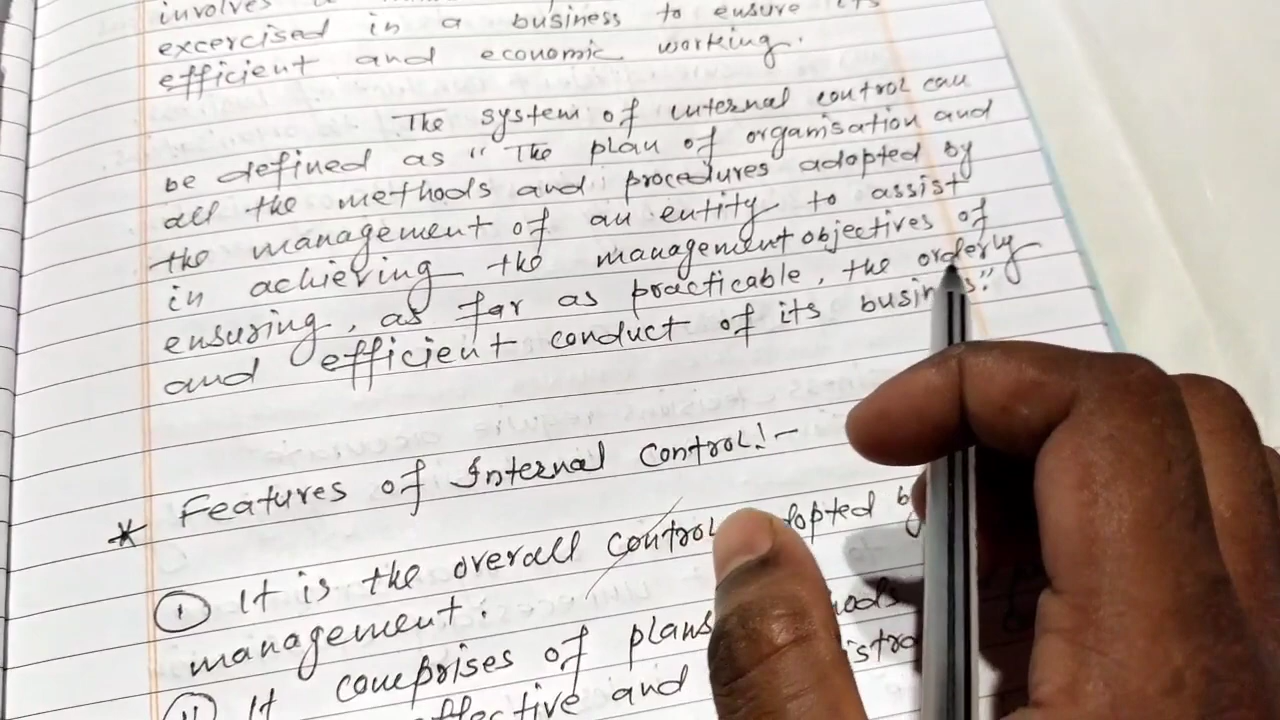 involves a
excercised in a business to ensure its
efficient and economic working.
The system of internal control can
be defined as "The plan of organisation and
all the methods and procedures adopted by
the management of an entity to assist
in achieving the management objectives of
ensuring, as far as practicable, the orderly
and efficient conduct of its business."
* Features of Internal Control:-
(i) It is the overall control adopted by
management.
(ii) It comprises of plans
effective and